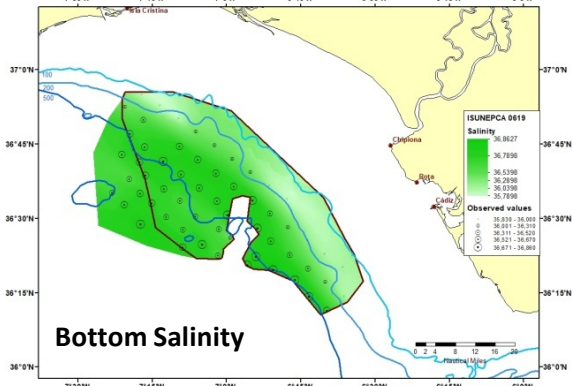 Isla Cristina
37°0'N
37°0'N
100
200
500
ISUNEPCA 0619
Salinity
36,8627
36,7898
36,5398
36,2898
36,0398
35,7898
Observed values
35,830 - 36,000
36,001 - 36,310
36,311 - 36,520
36,521 - 36,670
36,671 - 36,860
36°45'N
36°45'N
Chipiona
Rota
Cádiz
36°30'N
36°30'N
36°15'N
36°15'N
Bottom Salinity
0 2 4 8 12 16 20
Nautical Miles
36°0'N
36°0'N